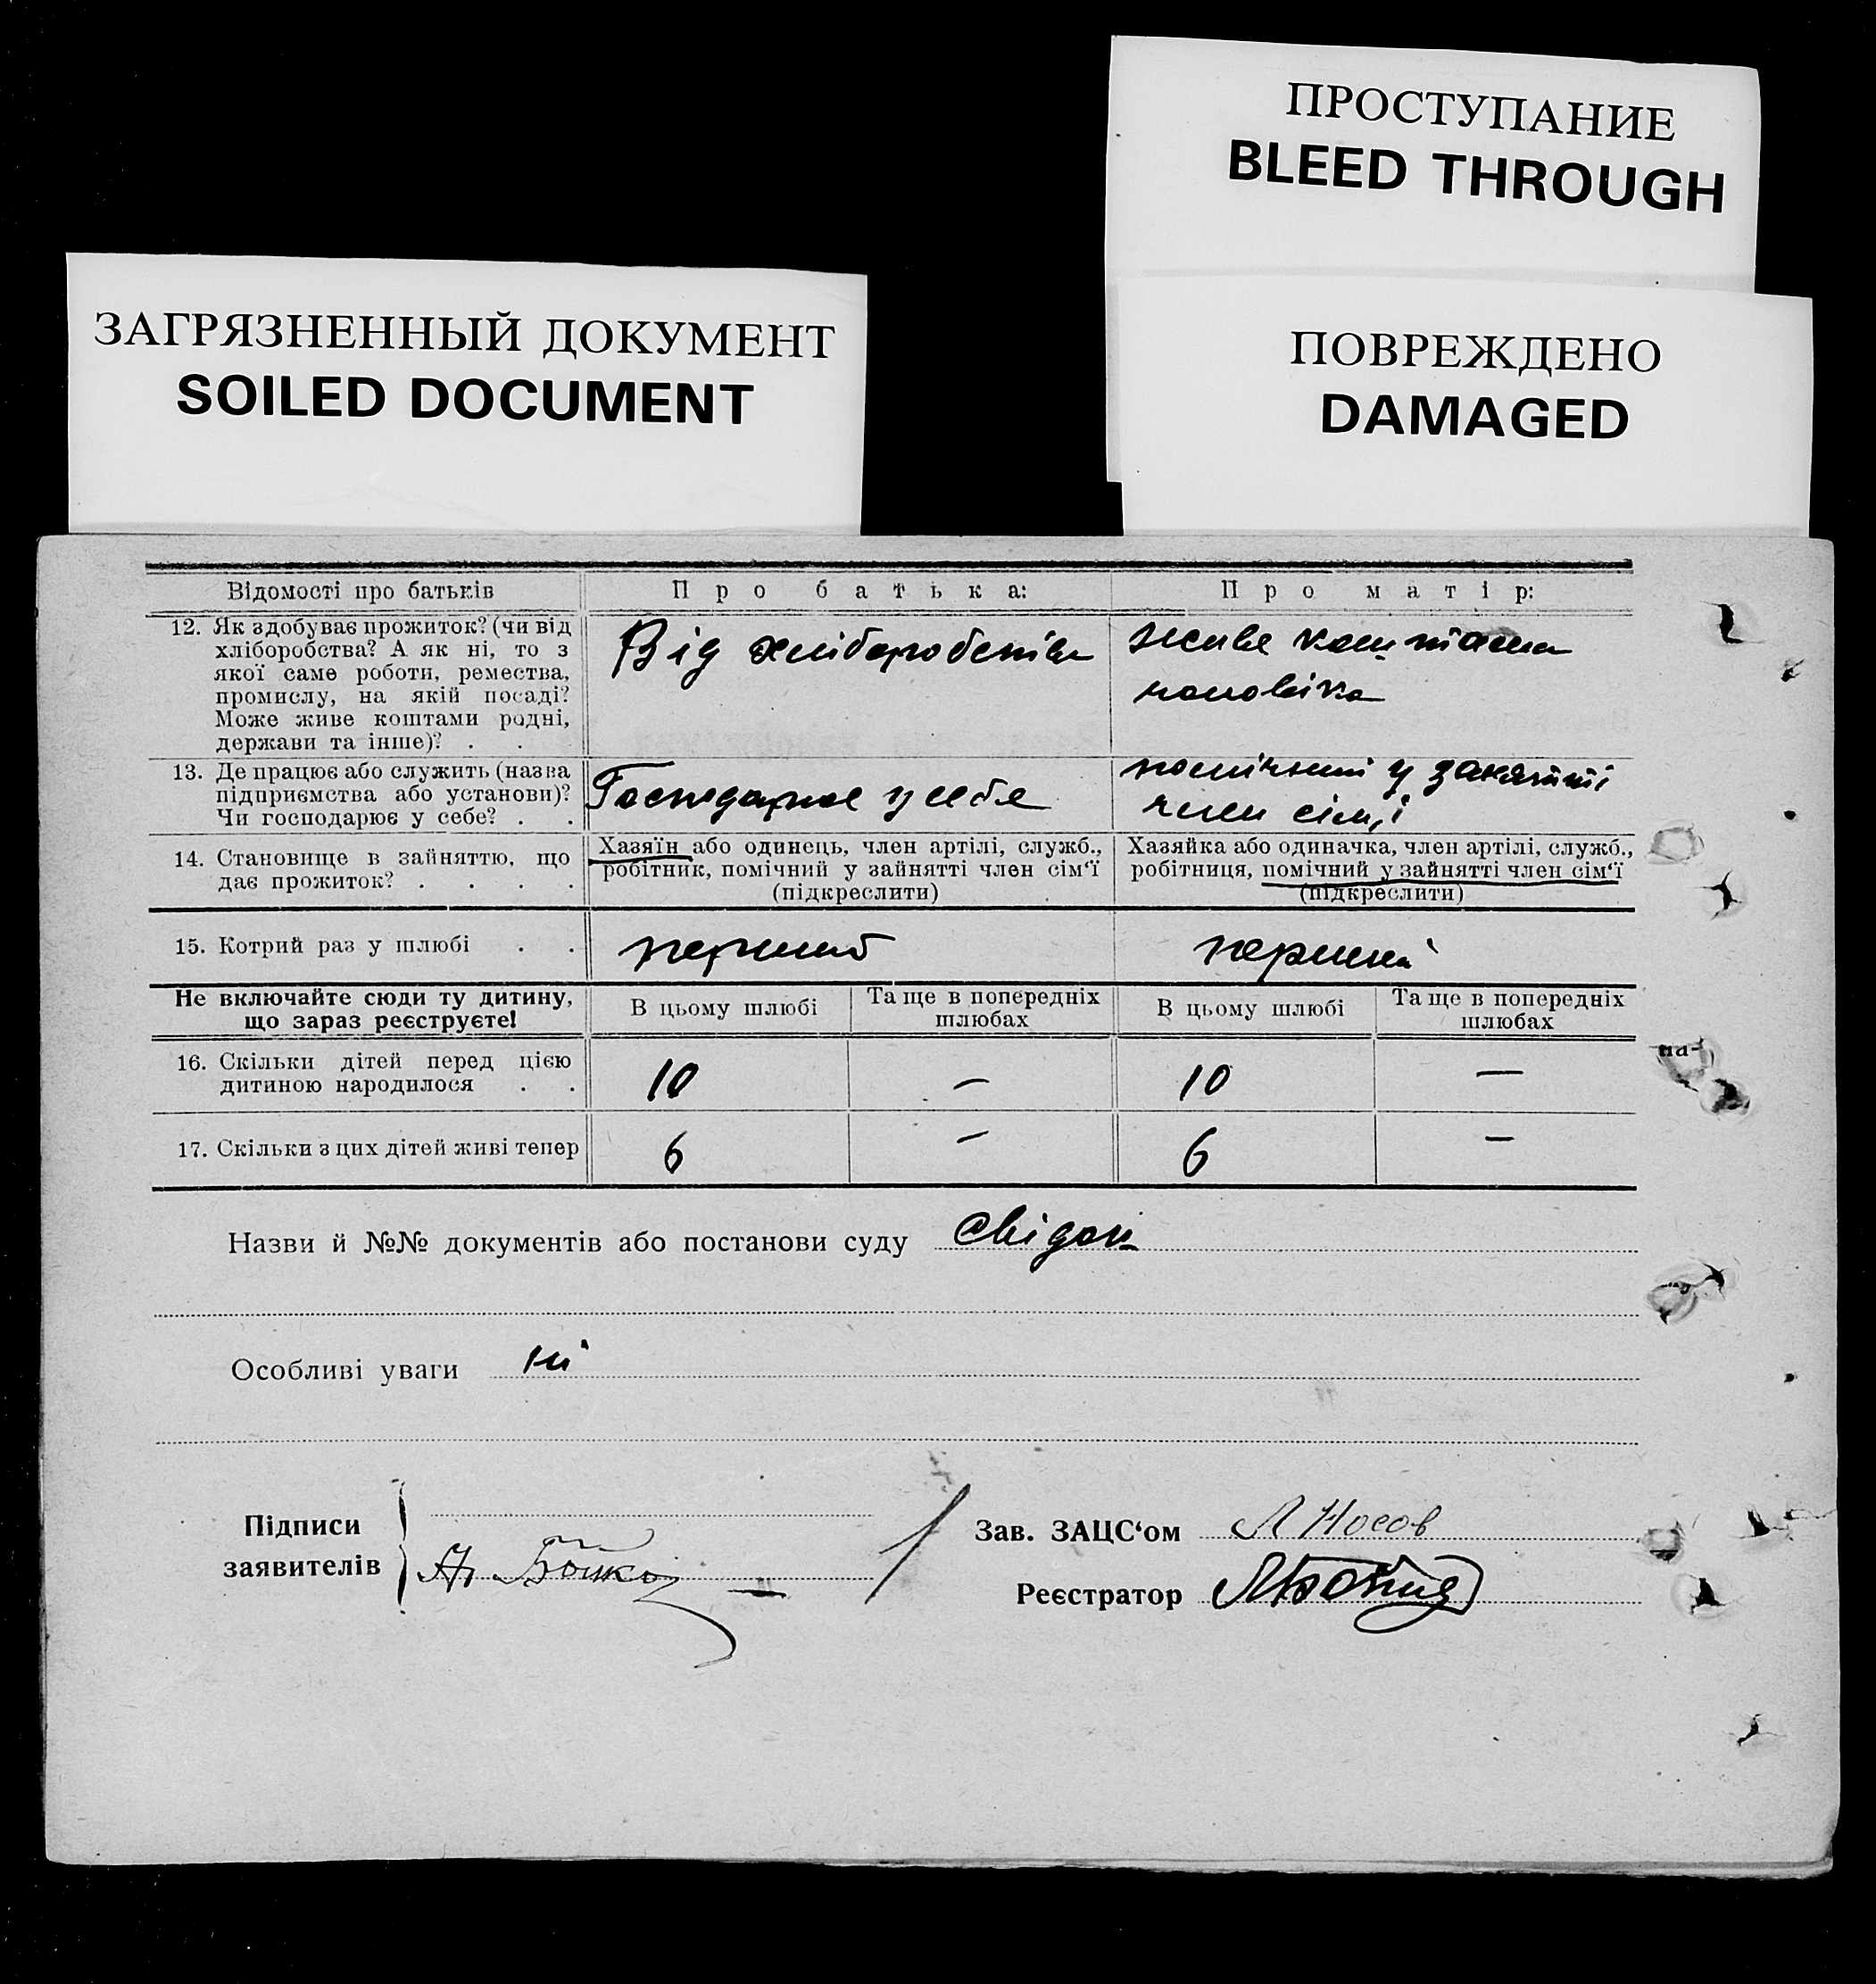 ПРОСТУПАНИЕ
BLEED THROUGH
ЗАГРЯЗНЕННЫЙ ДОКУМЕНТ
SOILED DOCUMENT
ПОВРЕЖДЕНО
DAMAGED
Відомості про батьків
Про батька:
Про матір:
12. Як здобуває прожиток? (чи від
хліборобства? А як ні, то з
якої саме роботи, ремества,
промислу, на якій посаді?
Може живе коштами родні,
держави та інше)? . .
Від хліборобства
живе коштами
чоловіка
13. Де працює або служить (назва
підприємства або установи)?
Чи господарює у себе? . .
Господарює у себе
помічний у занятті
член сім'ї
14. Становище в зайняттю, що
дає прожиток? . . . .
Хазяїн або одинець, член артілі, служб.,
робітник, помічний у зайнятті член сім'ї
(підкреслити)
Хазяйка або одиначка, член артілі, служб.,
робітниця, помічний у зайнятті член сім'ї
(підкреслити)
15. Котрий раз у шлюбі . .
перший
перший
Не включайте сюди ту дитину,
що зараз реєструєте!
В цьому шлюбі
Та ще в попередніх
шлюбах
В цьому шлюбі
Та ще в попередніх
шлюбах
16. Скільки дітей перед цією
дитиною народилося . .
10
—
10
—
17. Скільки з цих дітей живі тепер
6
—
6
—
Назви й №№ документів або постанови суду
Особливі уваги ні
Підписи
заявителів
Бойко
Зав. ЗАЦС'ом Л Носов
Реєстратор